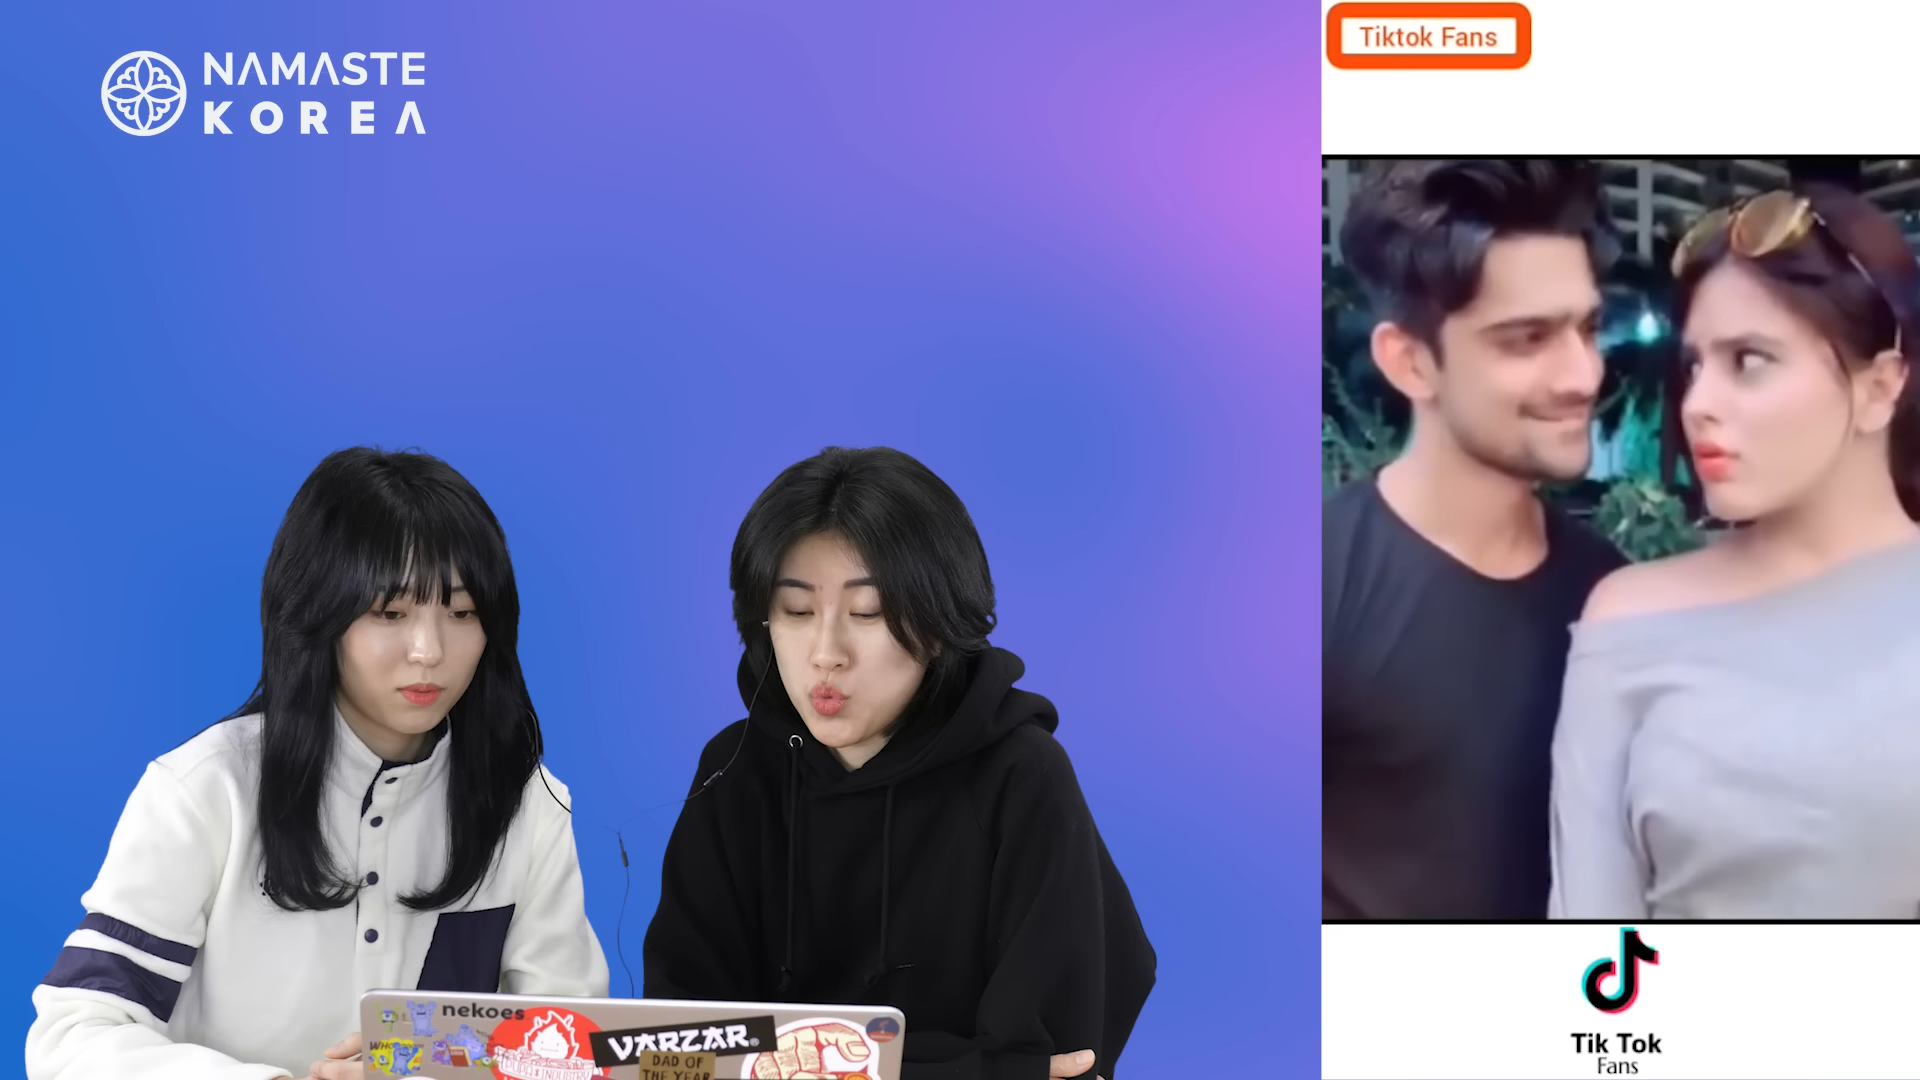 NAMASTE
KOREA
Tiktok Fans
nekoes
VARZAR
DAD OF
THE YEAR
Tik Tok
Fans